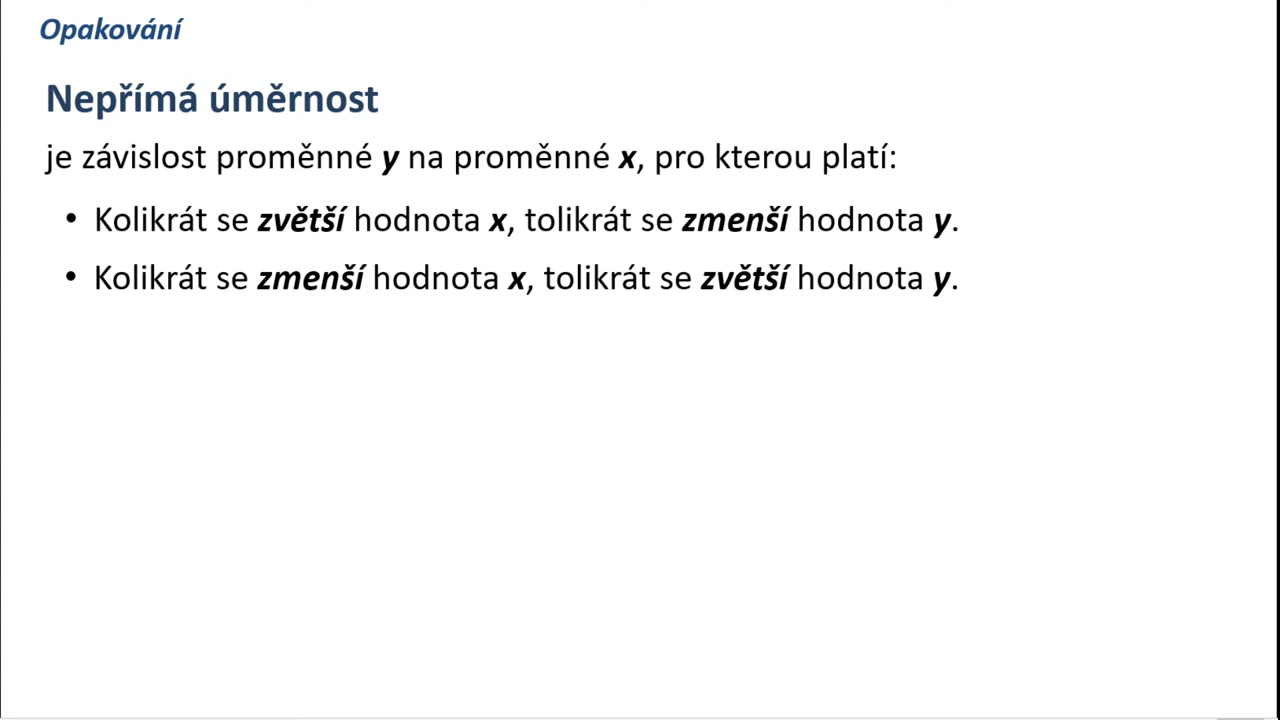 Opakování
Nepřímá úměrnost
je závislost proměnné y na proměnné x, pro kterou platí:
• Kolikrát se zvětší hodnota x, tolikrát se zmenší hodnota y.
• Kolikrát se zmenší hodnota x, tolikrát se zvětší hodnota y.